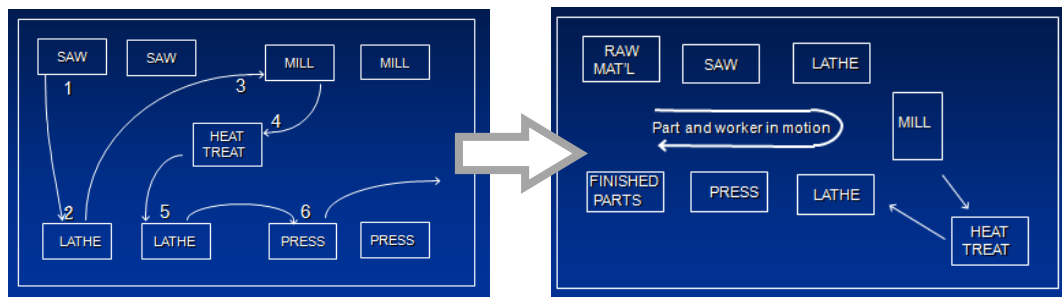 SAW
SAW
MILL
MILL
1
3
4
HEAT
TREAT
2
5
6
LATHE
LATHE
PRESS
PRESS
RAW
MAT'L
SAW
LATHE
Part and worker in motion
MILL
FINISHED
PARTS
PRESS
LATHE
HEAT
TREAT